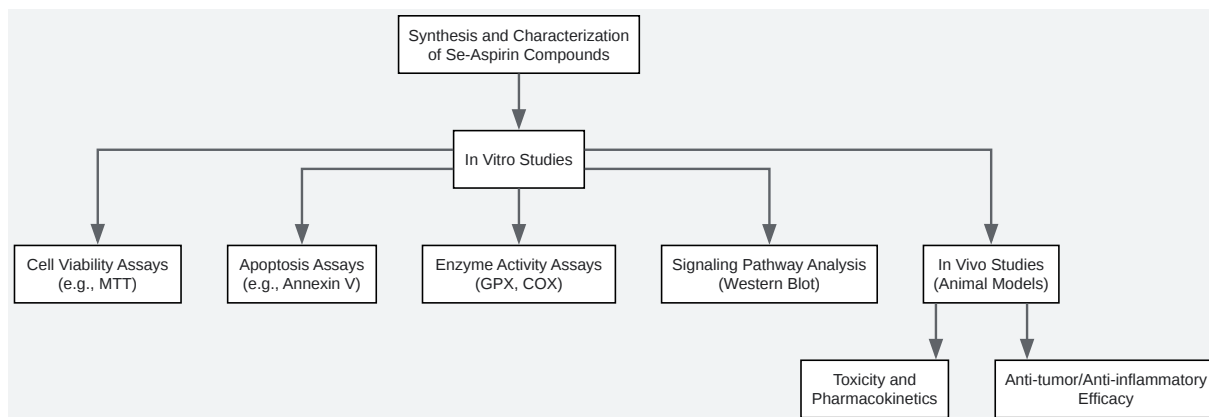 Synthesis and Characterization
of Se-Aspirin Compounds
In Vitro Studies
Cell Viability Assays
(e.g., MTT)
Apoptosis Assays
(e.g., Annexin V)
Enzyme Activity Assays
(GPX, COX)
Signaling Pathway Analysis
(Western Blot)
In Vivo Studies
(Animal Models)
Toxicity and
Pharmacokinetics
Anti-tumor/Anti-inflammatory
Efficacy